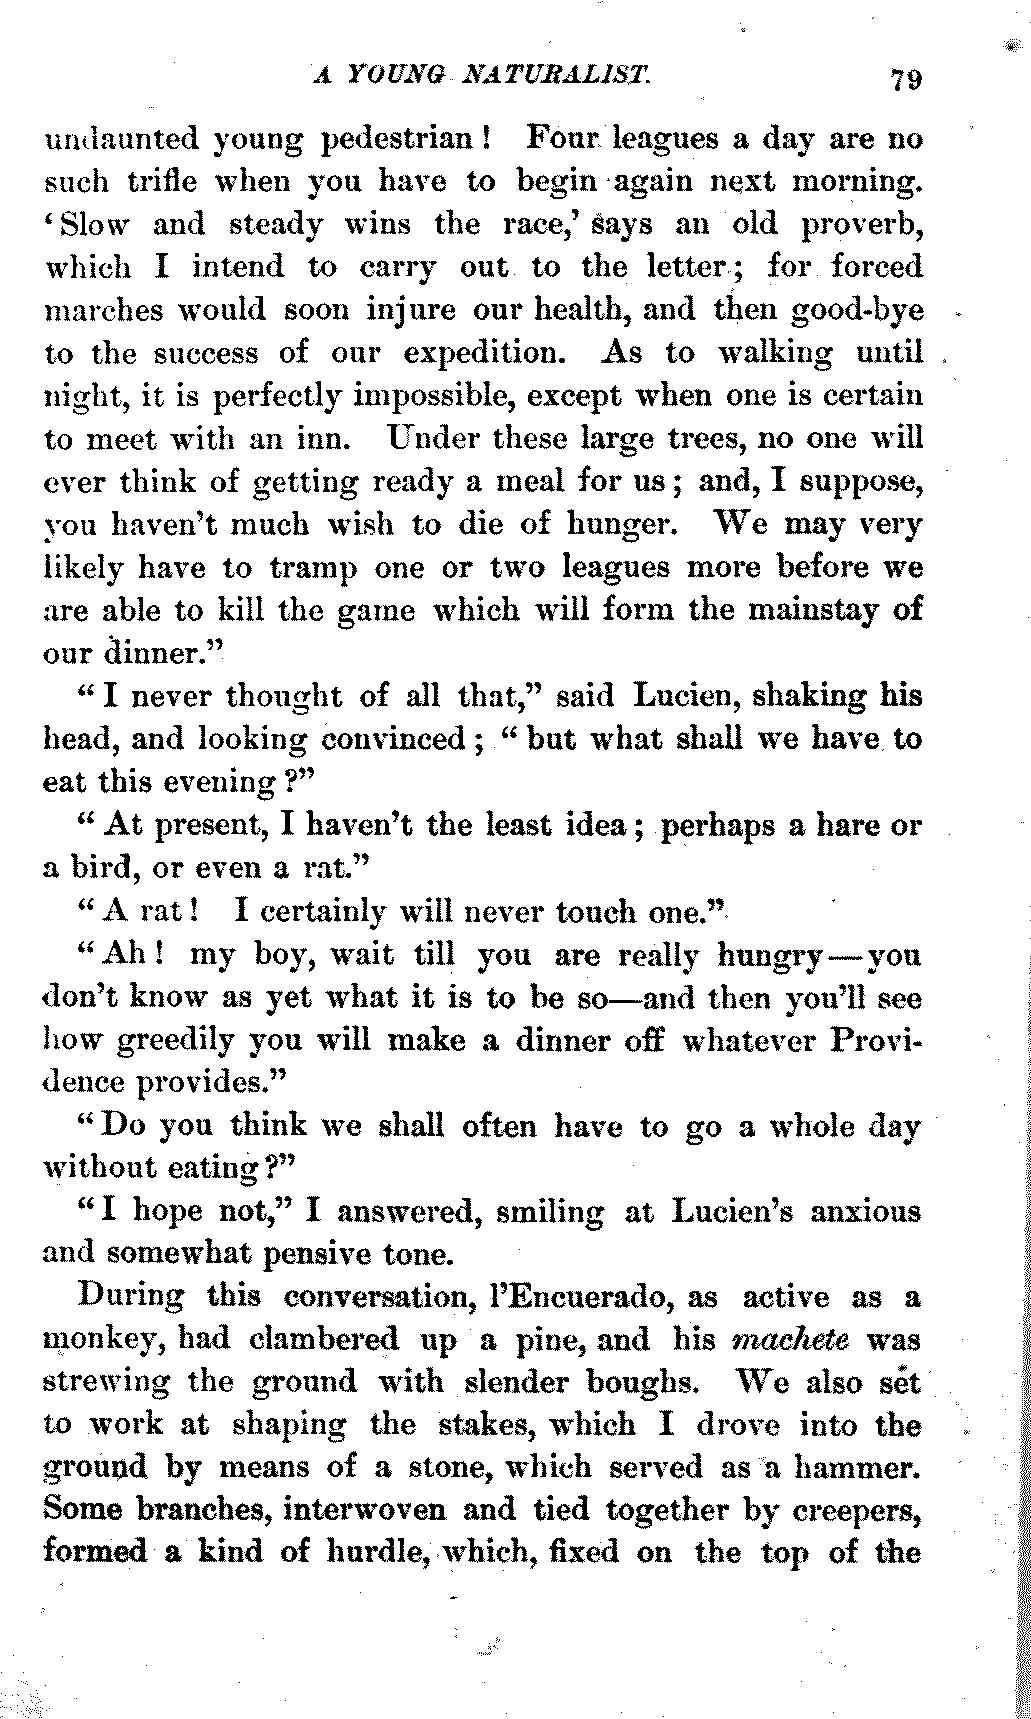 A YOUNG NATURALIST. 79
undaunted young pedestrian! Four leagues a day are no
such trifle when you have to begin again next morning.
‘Slow and steady wins the race,’ says an old proverb,
which I intend to carry out to the letter; for forced
marches would soon injure our health, and then good-bye
to the success of our expedition. As to walking until
night, it is perfectly impossible, except when one is certain
to meet with an inn. Under these large trees, no one will
ever think of getting ready a meal for us; and, I suppose,
you haven’t much wish to die of hunger. We may very
likely have to tramp one or two leagues more before we
are able to kill the game which will form the mainstay of
our dinner.”
“I never thought of all that,” said Lucien, shaking his
head, and looking convinced; “but what shall we have to
eat this evening?”
“At present, I haven’t the least idea; perhaps a hare or
a bird, or even a rat.”
“A rat! I certainly will never touch one.”
“Ah! my boy, wait till you are really hungry—you
don’t know as yet what it is to be so—and then you’ll see
how greedily you will make a dinner off whatever Provi-
dence provides.”
“Do you think we shall often have to go a whole day
without eating?”
“I hope not,” I answered, smiling at Lucien’s anxious
and somewhat pensive tone.
During this conversation, l’Encuerado, as active as a
monkey, had clambered up a pine, and his machete was
strewing the ground with slender boughs. We also set
to work at shaping the stakes, which I drove into the
ground by means of a stone, which served as a hammer.
Some branches, interwoven and tied together by creepers,
formed a kind of hurdle, which, fixed on the top of the